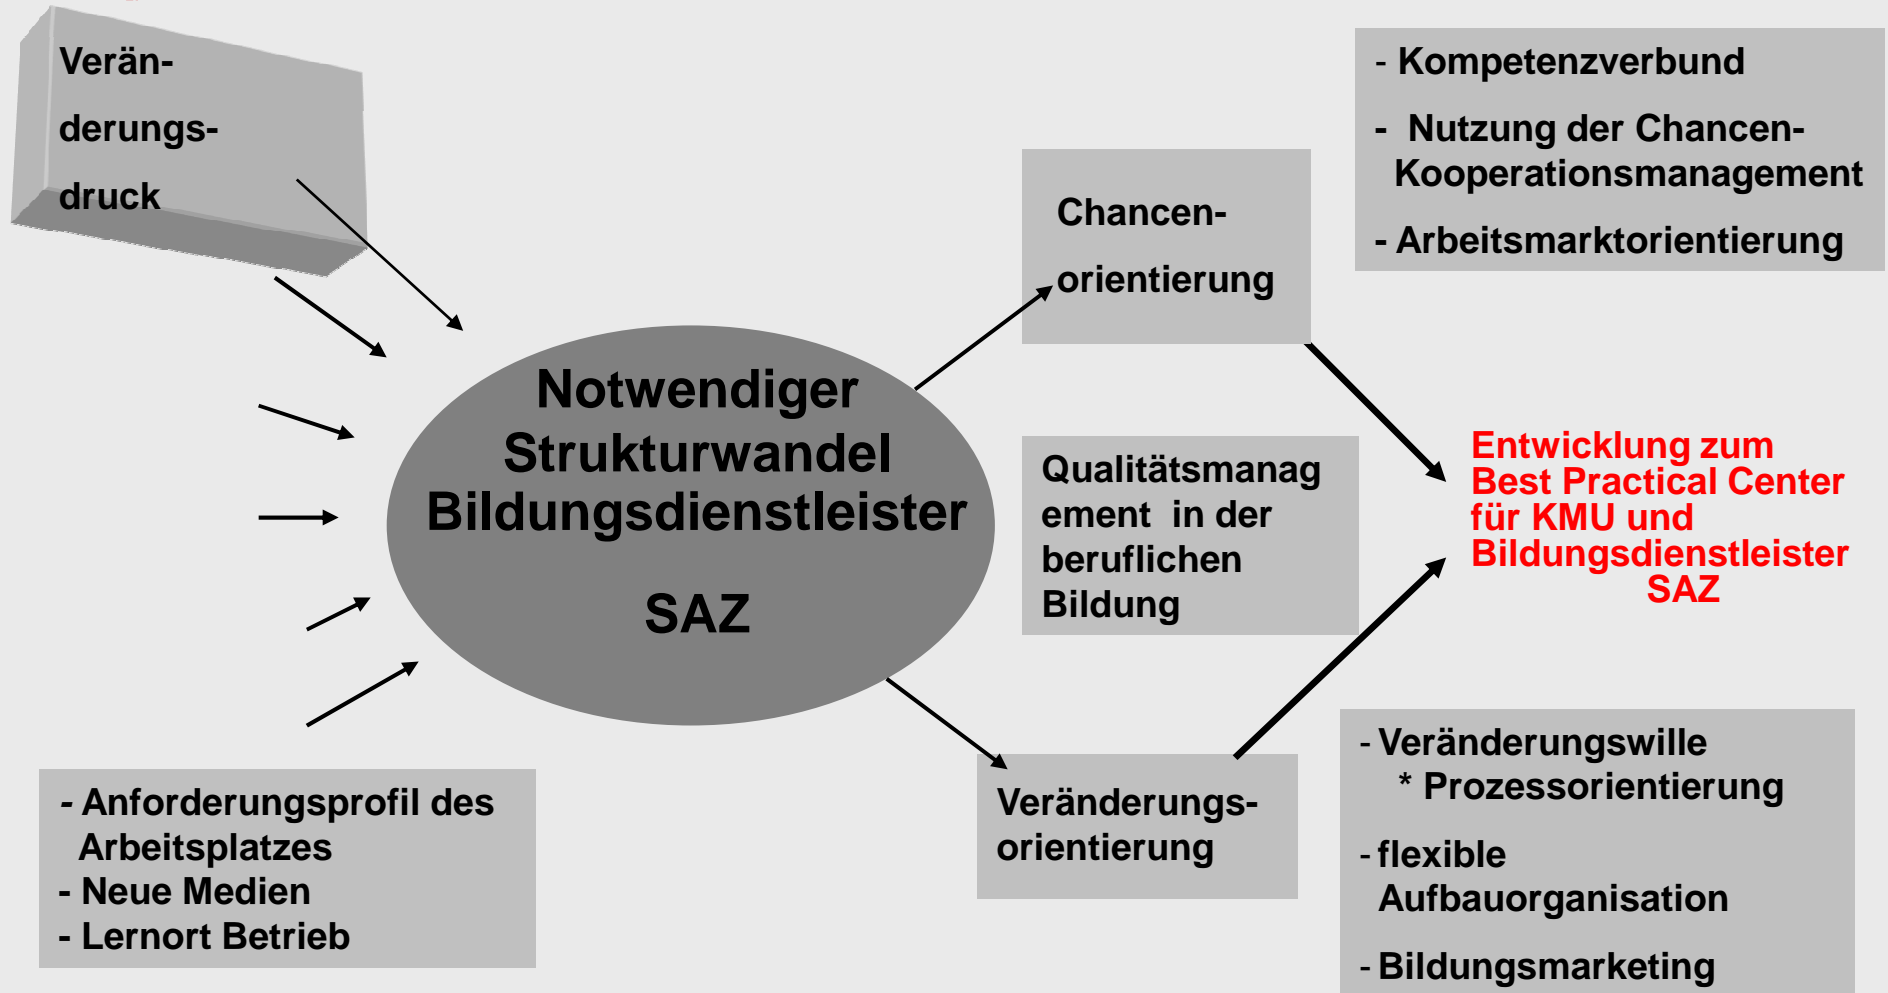 Verän-
derungs-
druck
- Kompetenzverbund
- Nutzung der Chancen-
Kooperationsmanagement
- Arbeitsmarktorientierung
Chancen-
orientierung
Notwendiger
Strukturwandel
Bildungsdienstleister
SAZ
Qualitätsmanag
ement in der
beruflichen
Bildung
Entwicklung zum
Best Practical Center
für KMU und
Bildungsdienstleister
SAZ
- Anforderungsprofil des
Arbeitsplatzes
- Neue Medien
- Lernort Betrieb
Veränderungs-
orientierung
- Veränderungswille
* Prozessorientierung
- flexible
Aufbauorganisation
- Bildungsmarketing